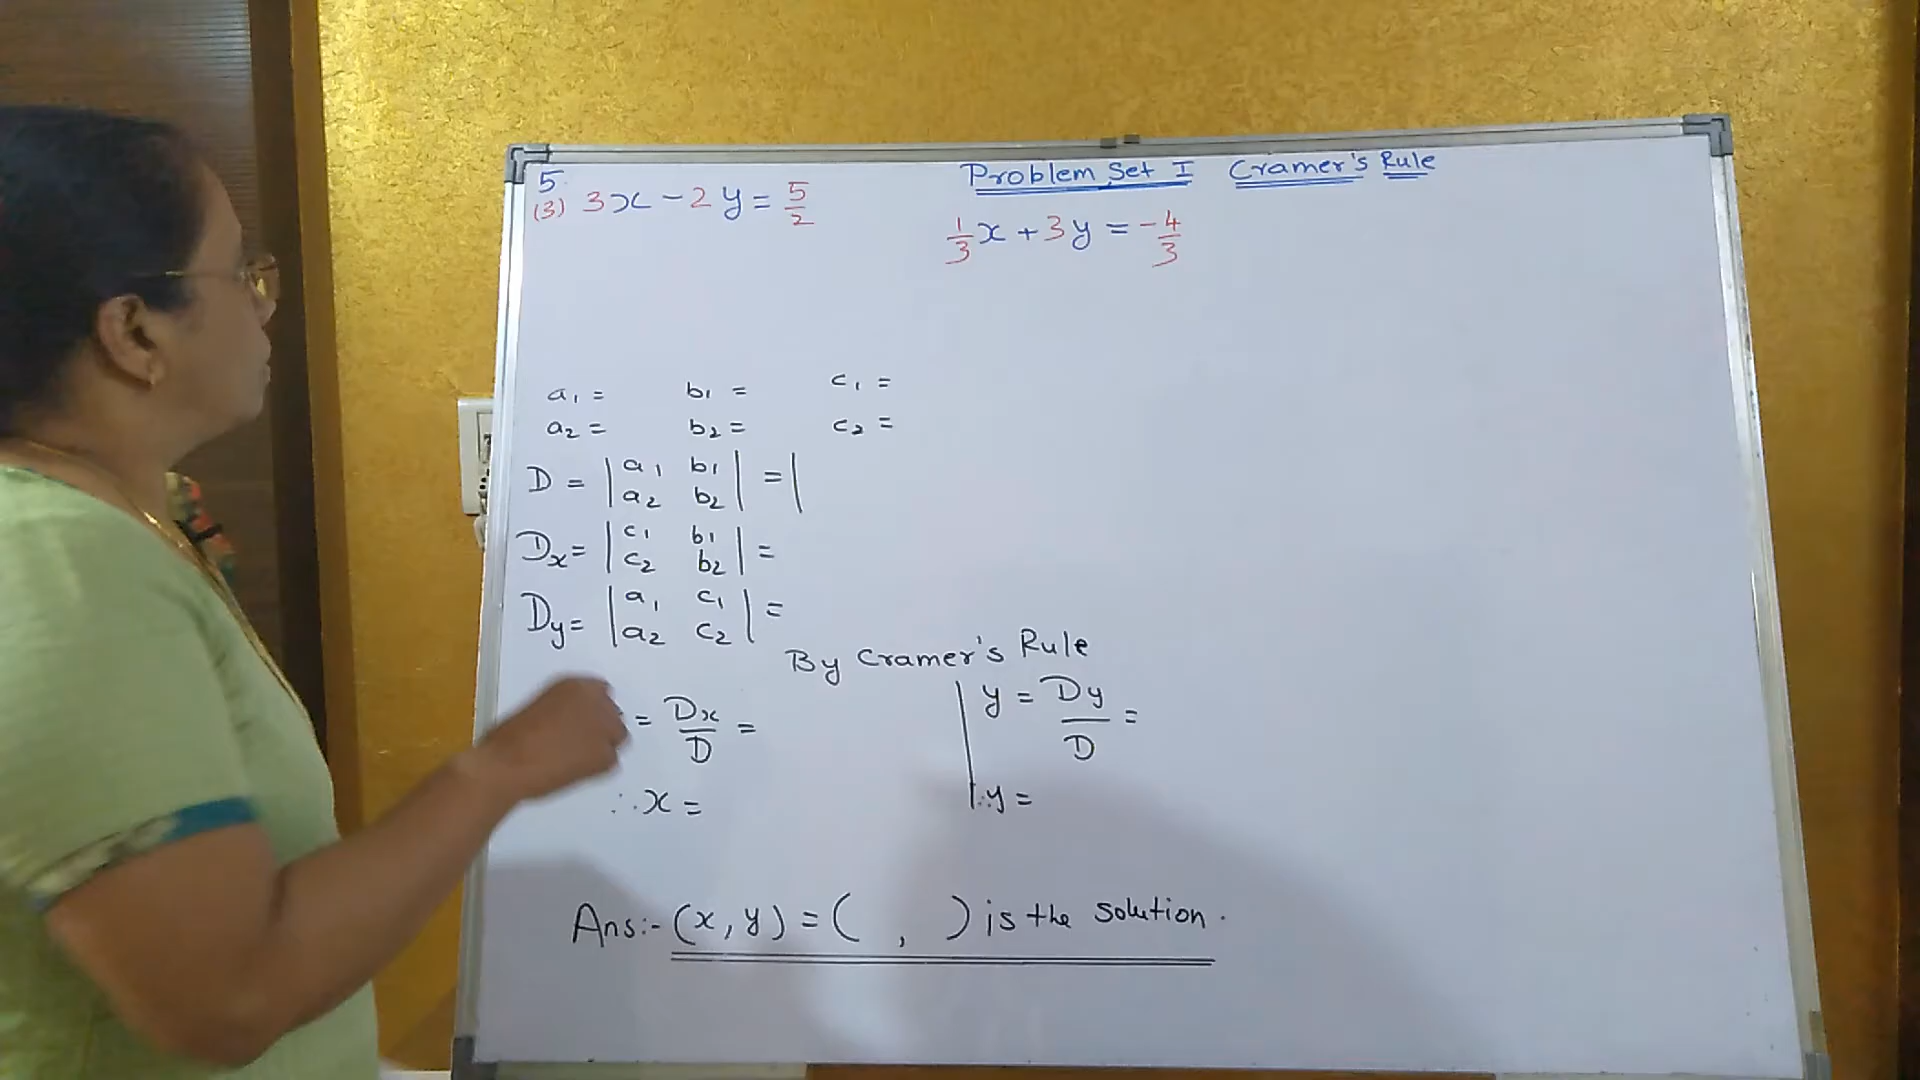 Problem Set I Cramer's Rule
5.
(3) 3x - 2y = 5/2
1/3 x + 3y = -4/3
a₁ = b₁ = c₁ =
a₂ = b₂ = c₂ =
D = | a₁ b₁ | = |
| a₂ b₂ |
Dx = | c₁ b₁ | =
| c₂ b₂ |
Dy = | a₁ c₁ | =
| a₂ c₂ |
By Cramer's Rule
= Dx/D = | y = Dy/D =
∴ x = | ∴ y =
Ans:- (x, y) = ( , ) is the solution.